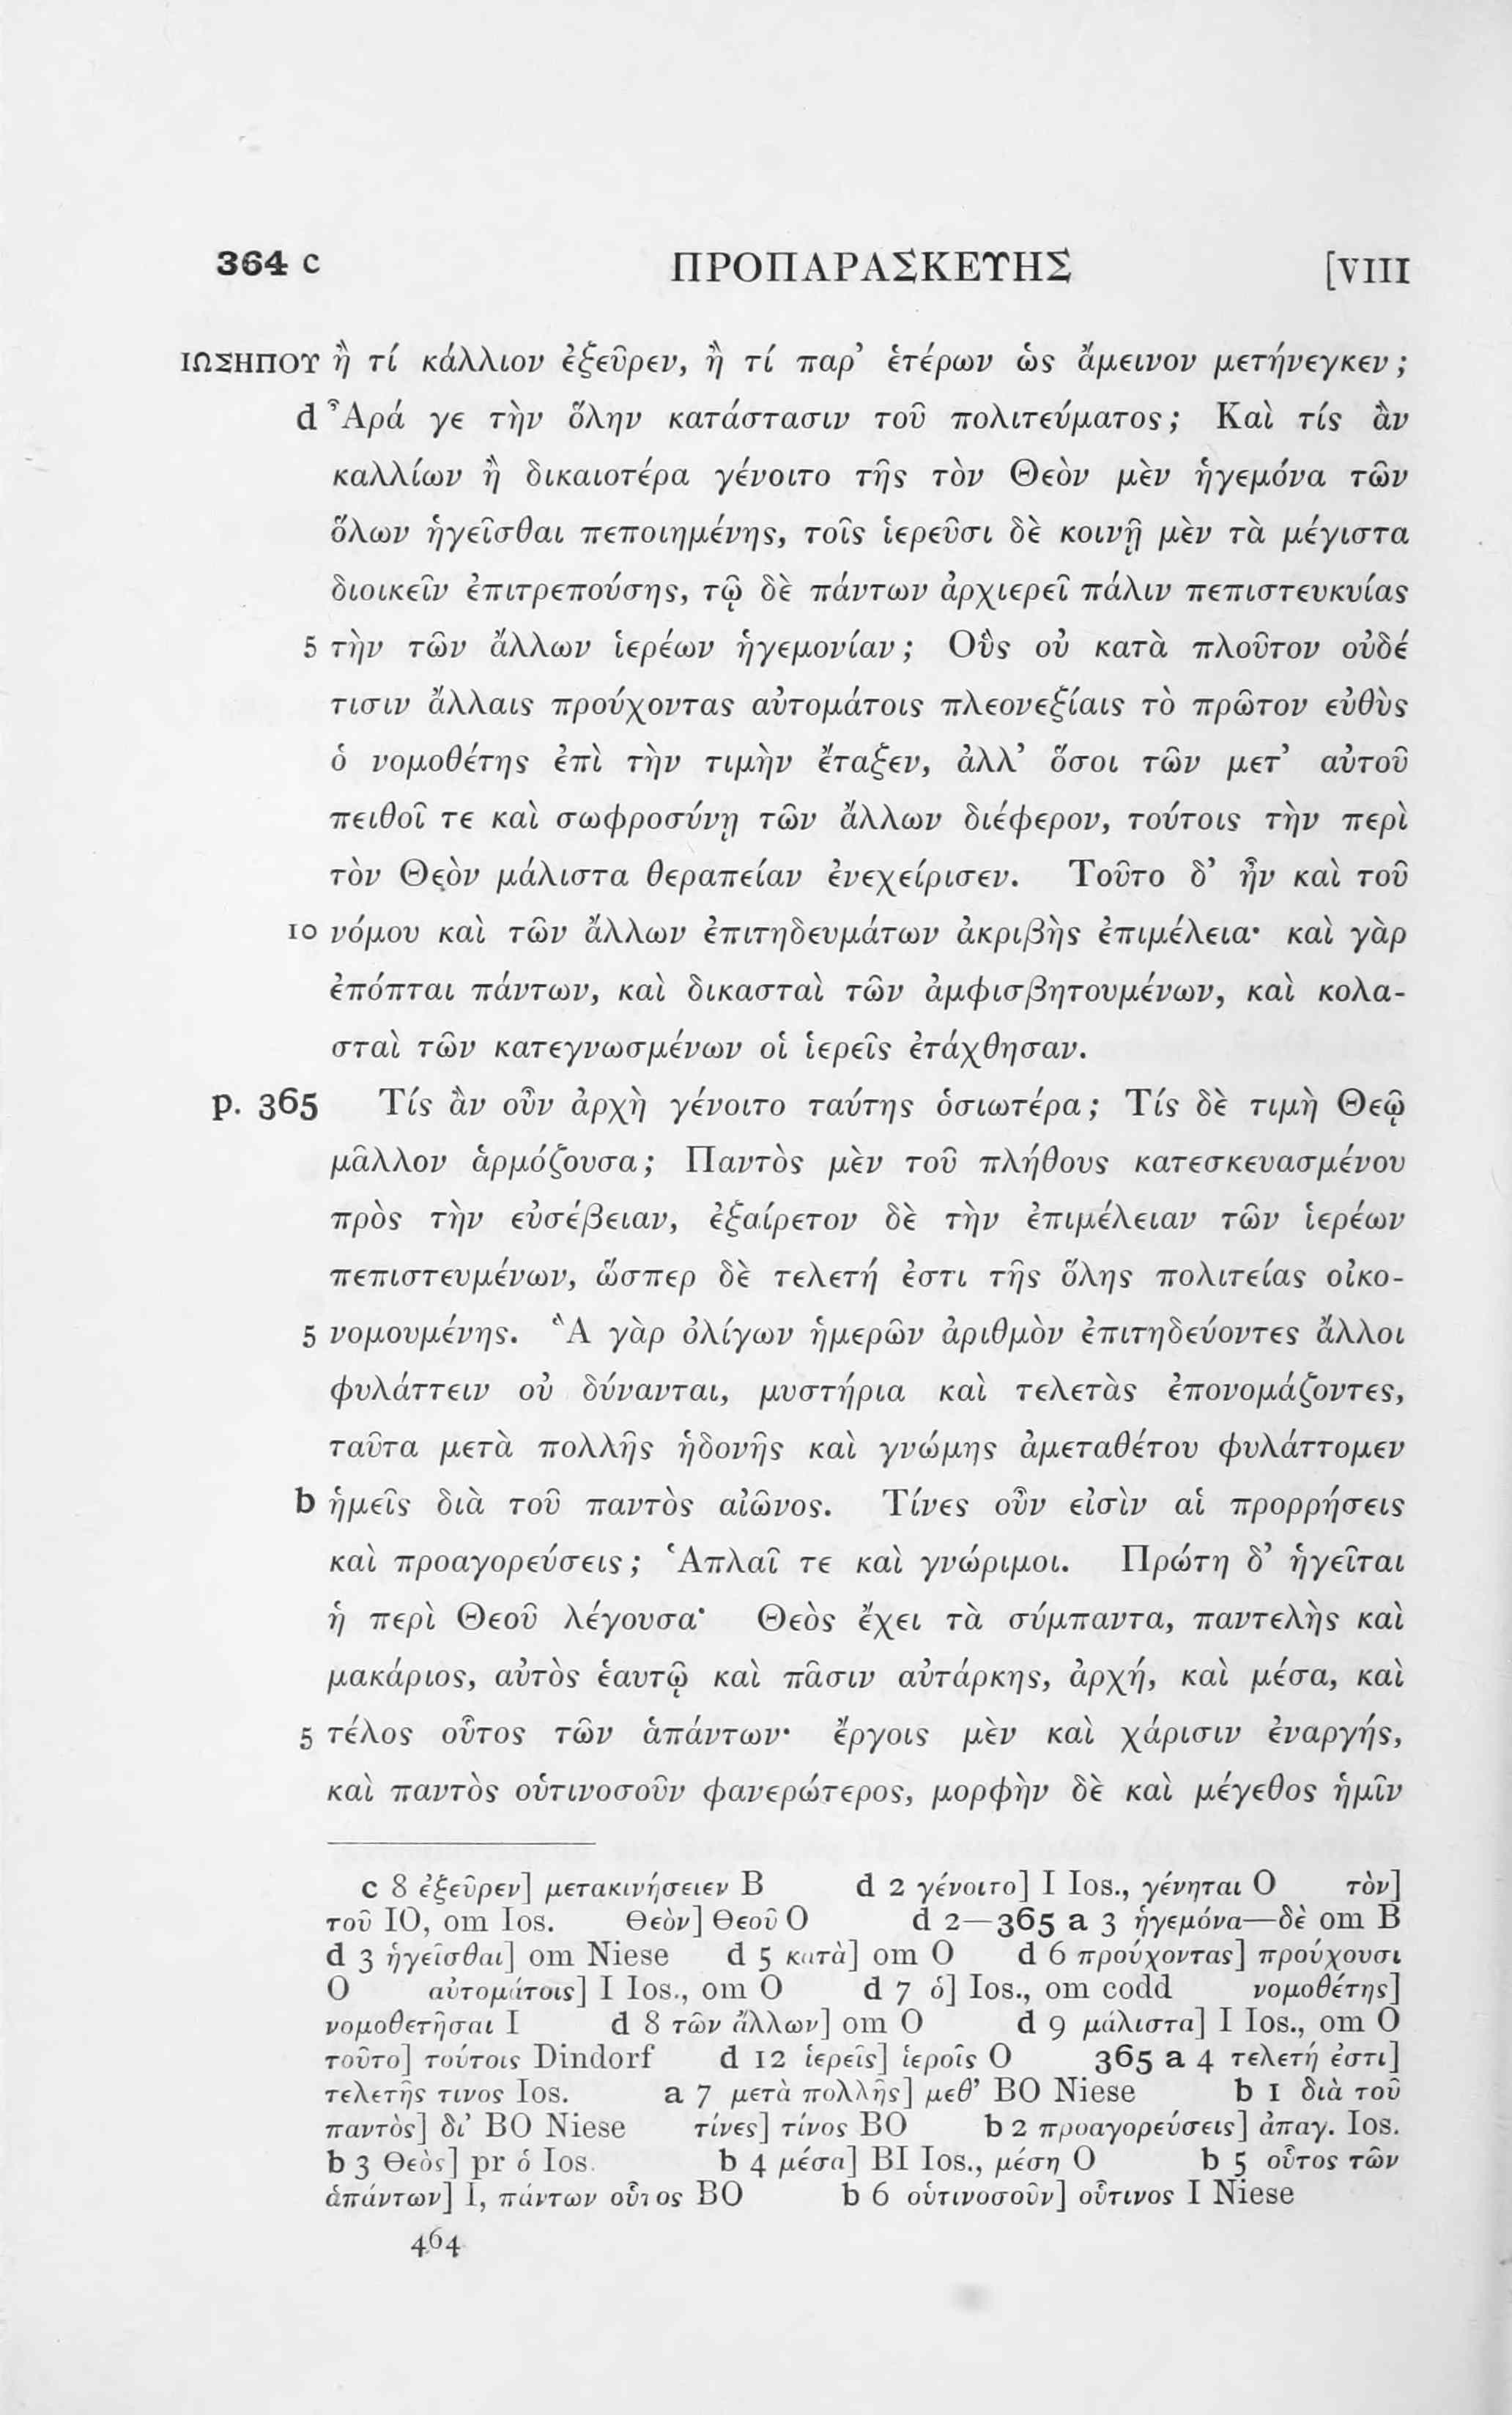 364 c ΠΡΟΠΑΡΑΣΚΕΥΗΣ [VIII
ΙΩΣΗΠΟΥ ἢ τί κάλλιον ἐξεῦρεν, ἢ τί παρ’ ἑτέρων ὡς ἄμεινον μετήνεγκεν ;
d Ἆρά γε τὴν ὅλην κατάστασιν τοῦ πολιτεύματος ; Καὶ τίς ἂν
καλλίων ἢ δικαιοτέρα γένοιτο τῆς τὸν Θεὸν μὲν ἡγεμόνα τῶν
ὅλων ἡγεῖσθαι πεποιημένης, τοῖς ἱερεῦσι δὲ κοινῇ μὲν τὰ μέγιστα
διοικεῖν ἐπιτρεπούσης, τῷ δὲ πάντων ἀρχιερεῖ πάλιν πεπιστευκυίας
5 τὴν τῶν ἄλλων ἱερέων ἡγεμονίαν ; Οὓς οὐ κατὰ πλοῦτον οὐδέ
τισιν ἄλλαις προύχοντας αὐτομάτοις πλεονεξίαις τὸ πρῶτον εὐθὺς
ὁ νομοθέτης ἐπὶ τὴν τιμὴν ἔταξεν, ἀλλ’ ὅσοι τῶν μετ’ αὐτοῦ
πειθοῖ τε καὶ σωφροσύνῃ τῶν ἄλλων διέφερον, τούτοις τὴν περὶ
τὸν Θεὸν μάλιστα θεραπείαν ἐνεχείρισεν. Τοῦτο δ’ ἦν καὶ τοῦ
10 νόμου καὶ τῶν ἄλλων ἐπιτηδευμάτων ἀκριβὴς ἐπιμέλεια· καὶ γὰρ
ἐπόπται πάντων, καὶ δικασταὶ τῶν ἀμφισβητουμένων, καὶ κολα-
σταὶ τῶν κατεγνωσμένων οἱ ἱερεῖς ἐτάχθησαν.
p. 365 Τίς ἂν οὖν ἀρχὴ γένοιτο ταύτης ὁσιωτέρα ; Τίς δὲ τιμὴ Θεῷ
μᾶλλον ἁρμόζουσα ; Παντὸς μὲν τοῦ πλήθους κατεσκευασμένου
πρὸς τὴν εὐσέβειαν, ἐξαίρετον δὲ τὴν ἐπιμέλειαν τῶν ἱερέων
πεπιστευμένων, ὥσπερ δὲ τελετή ἐστι τῆς ὅλης πολιτείας οἰκο-
5 νομουμένης. Ἃ γὰρ ὀλίγων ἡμερῶν ἀριθμὸν ἐπιτηδεύοντες ἄλλοι
φυλάττειν οὐ δύνανται, μυστήρια καὶ τελετὰς ἐπονομάζοντες,
ταῦτα μετὰ πολλῆς ἡδονῆς καὶ γνώμης ἀμεταθέτου φυλάττομεν
b ἡμεῖς διὰ τοῦ παντὸς αἰῶνος. Τίνες οὖν εἰσὶν αἱ προρρήσεις
καὶ προαγορεύσεις ; Ἁπλαῖ τε καὶ γνώριμοι. Πρώτη δ’ ἡγεῖται
ἡ περὶ Θεοῦ λέγουσα· Θεὸς ἔχει τὰ σύμπαντα, παντελὴς καὶ
μακάριος, αὐτὸς ἑαυτῷ καὶ πᾶσιν αὐτάρκης, ἀρχή, καὶ μέσα, καὶ
5 τέλος οὗτος τῶν ἁπάντων· ἔργοις μὲν καὶ χάρισιν ἐναργής,
καὶ παντὸς οὑτινοσοῦν φανερώτερος, μορφὴν δὲ καὶ μέγεθος ἡμῖν
c 8 ἐξεῦρεν] μετακινήσειεν B d 2 γένοιτο] I Ios., γένηται O τὸν]
τοῦ IO, om Ios. Θεὸν] Θεοῦ O d 2—365 a 3 ἡγεμόνα—δὲ om B
d 3 ἡγεῖσθαι] om Niese d 5 κατὰ] om O d 6 προύχοντας] προύχουσι
O αὐτομάτοις] I Ios., om O d 7 ὁ] Ios., om codd νομοθέτης]
νομοθετῆσαι I d 8 τῶν ἄλλων] om O d 9 μάλιστα] I Ios., om O
τοῦτο] τούτοις Dindorf d 12 ἱερεῖς] ἱεροῖς O 365 a 4 τελετή ἐστι]
τελετῆς τινος Ios. a 7 μετὰ πολλῆς] μεθ’ BO Niese b 1 διὰ τοῦ
παντὸς] δι’ BO Niese τίνες] τίνος BO b 2 προαγορεύσεις] ἀπαγ. Ios.
b 3 Θεὸς] pr ὁ Ios. b 4 μέσα] BI Ios., μέση O b 5 οὗτος τῶν
ἁπάντων] I, πάντων οὗτος BO b 6 οὑτινοσοῦν] οὗτινος I Niese
464